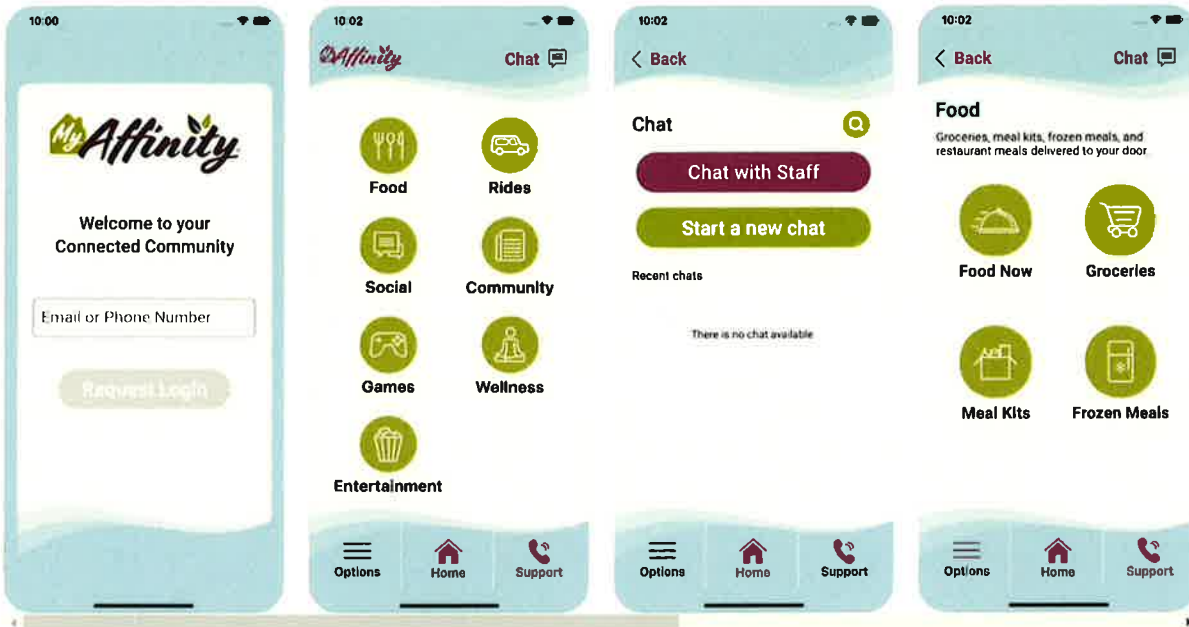 10:00
My Affinity
Welcome to your
Connected Community
Email or Phone Number
Request Login
10:02
My Affinity
Chat
Food
Rides
Social
Community
Games
Wellness
Entertainment
Options
Home
Support
10:02
Back
Chat
Chat with Staff
Start a new chat
Recent chats
There is no chat available
Options
Home
Support
10:02
Back
Chat
Food
Groceries, meal kits, frozen meals, and
restaurant meals delivered to your door
Food Now
Groceries
Meal Kits
Frozen Meals
Options
Home
Support